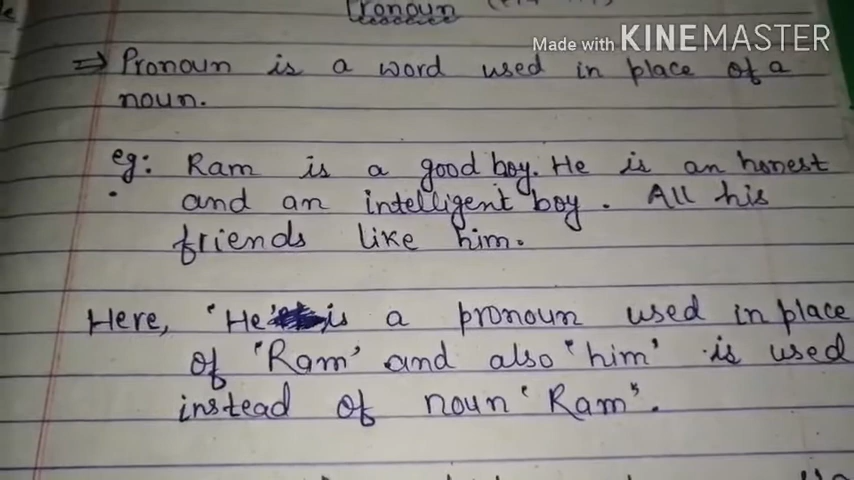 Pronoun
Made with KINEMASTER
⇒ Pronoun is a word used in place of a
noun.
eg: Ram is a good boy. He is an honest
and an intelligent boy. All his
friends like him.
Here, 'He' is a pronoun used in place
of "Ram" and also "him" is used
instead of noun "Ram".